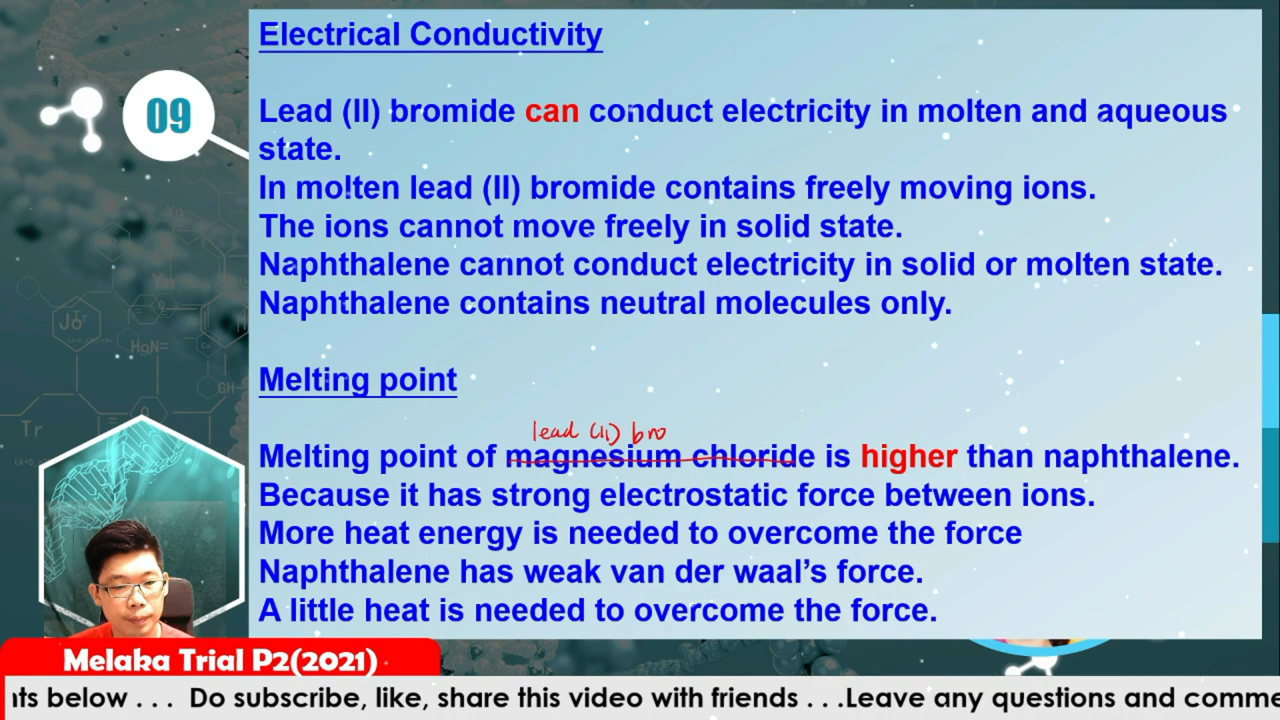 Electrical Conductivity
09
Lead (II) bromide can conduct electricity in molten and aqueous
state.
In molten lead (II) bromide contains freely moving ions.
The ions cannot move freely in solid state.
Naphthalene cannot conduct electricity in solid or molten state.
Naphthalene contains neutral molecules only.
Melting point
lead (II) bro
Melting point of magnesium chloride is higher than naphthalene.
Because it has strong electrostatic force between ions.
More heat energy is needed to overcome the force
Naphthalene has weak van der waal's force.
A little heat is needed to overcome the force.
Melaka Trial P2(2021)
nts below . . . Do subscribe, like, share this video with friends . . .Leave any questions and comme